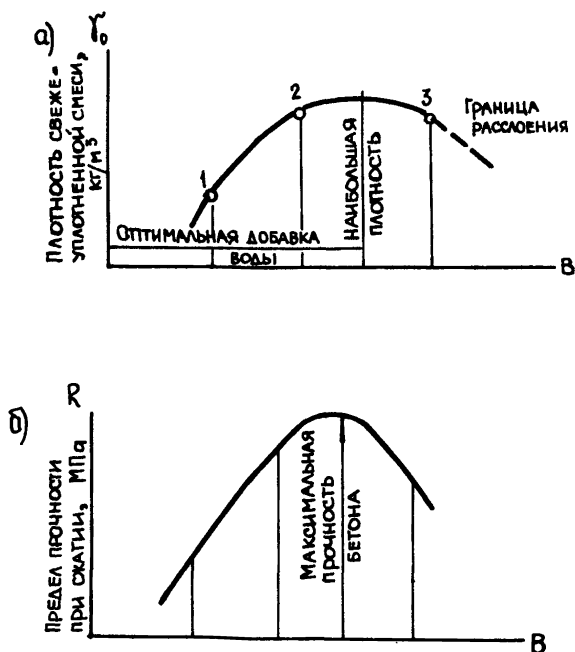 а)
γ₀
ПЛОТНОСТЬ СВЕЖЕ-
УПЛОТНЕННОЙ СМЕСИ,
КГ/М³
1
2
3
ГРАНИЦА
РАССЛОЕНИЯ
НАИБОЛЬШАЯ
ПЛОТНОСТЬ
ОПТИМАЛЬНАЯ ДОБАВКА
ВОДЫ
В
б)
R
ПРЕДЕЛ ПРОЧНОСТИ
ПРИ СЖАТИИ, МПа
МАКСИМАЛЬНАЯ
ПРОЧНОСТЬ
БЕТОНА
В